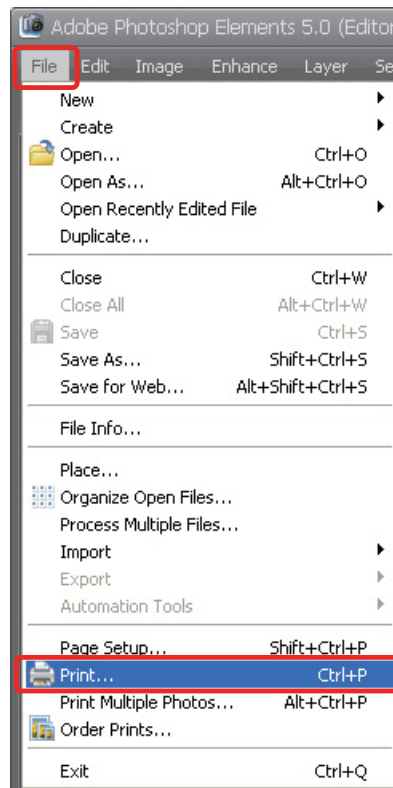 Adobe Photoshop Elements 5.0 (Editor
File Edit Image Enhance Layer Se
New
Create
Open... Ctrl+O
Open As... Alt+Ctrl+O
Open Recently Edited File
Duplicate...
Close Ctrl+W
Close All Alt+Ctrl+W
Save Ctrl+S
Save As... Shift+Ctrl+S
Save for Web... Alt+Shift+Ctrl+S
File Info...
Place...
Organize Open Files...
Process Multiple Files...
Import
Export
Automation Tools
Page Setup... Shift+Ctrl+P
Print... Ctrl+P
Print Multiple Photos... Alt+Ctrl+P
Order Prints...
Exit Ctrl+Q